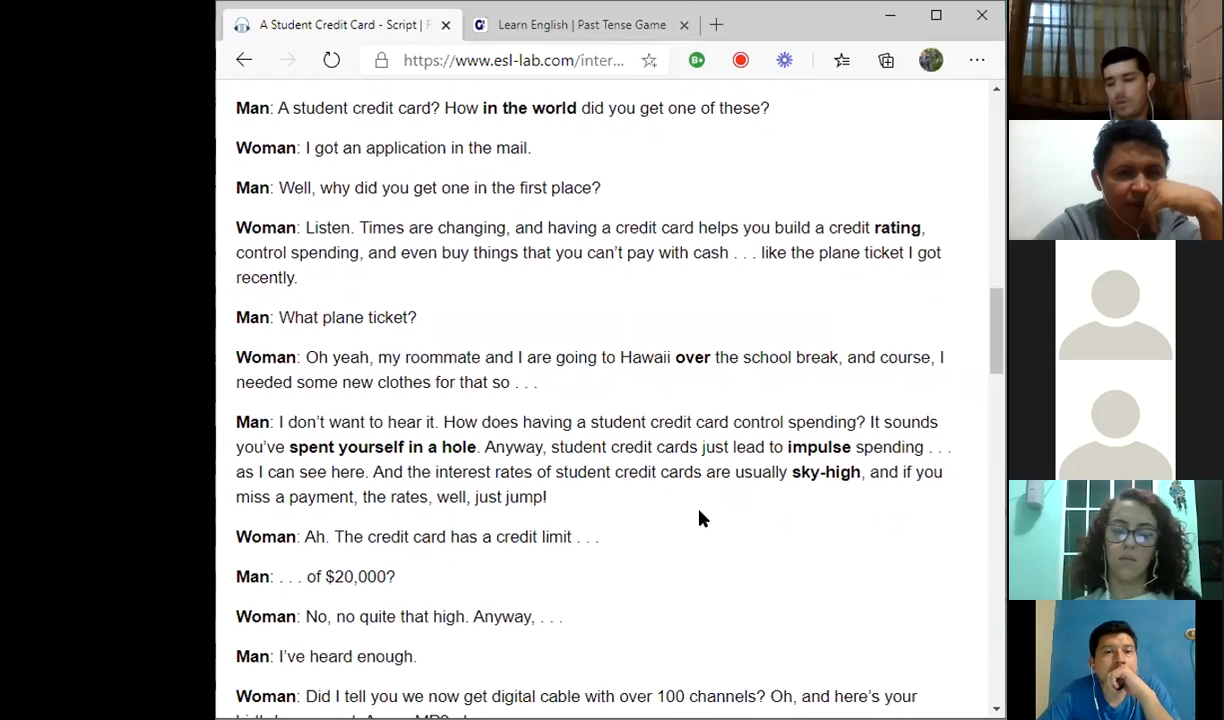 A Student Credit Card - Script | R
Learn English | Past Tense Game
https://www.esl-lab.com/inter...
Man: A student credit card? How in the world did you get one of these?
Woman: I got an application in the mail.
Man: Well, why did you get one in the first place?
Woman: Listen. Times are changing, and having a credit card helps you build a credit rating,
control spending, and even buy things that you can't pay with cash . . . like the plane ticket I got
recently.
Man: What plane ticket?
Woman: Oh yeah, my roommate and I are going to Hawaii over the school break, and course, I
needed some new clothes for that so . . .
Man: I don't want to hear it. How does having a student credit card control spending? It sounds
you've spent yourself in a hole. Anyway, student credit cards just lead to impulse spending . . .
as I can see here. And the interest rates of student credit cards are usually sky-high, and if you
miss a payment, the rates, well, just jump!
Woman: Ah. The credit card has a credit limit . . .
Man: . . . of $20,000?
Woman: No, no quite that high. Anyway, . . .
Man: I've heard enough.
Woman: Did I tell you we now get digital cable with over 100 channels? Oh, and here's your